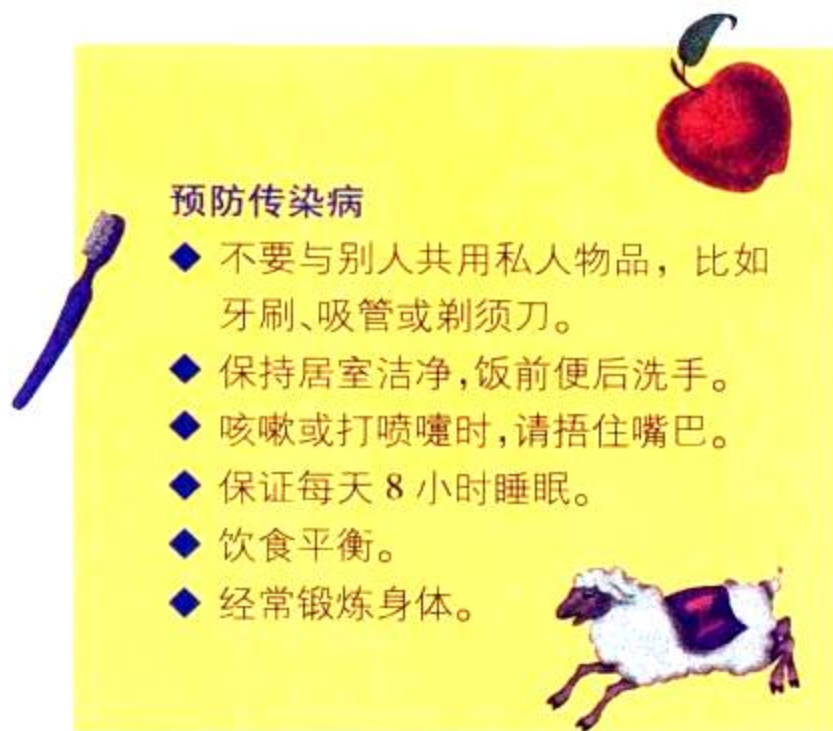 预防传染病
◆ 不要与别人共用私人物品，比如
牙刷、吸管或剃须刀。
◆ 保持居室洁净，饭前便后洗手。
◆ 咳嗽或打喷嚏时，请捂住嘴巴。
◆ 保证每天 8 小时睡眠。
◆ 饮食平衡。
◆ 经常锻炼身体。